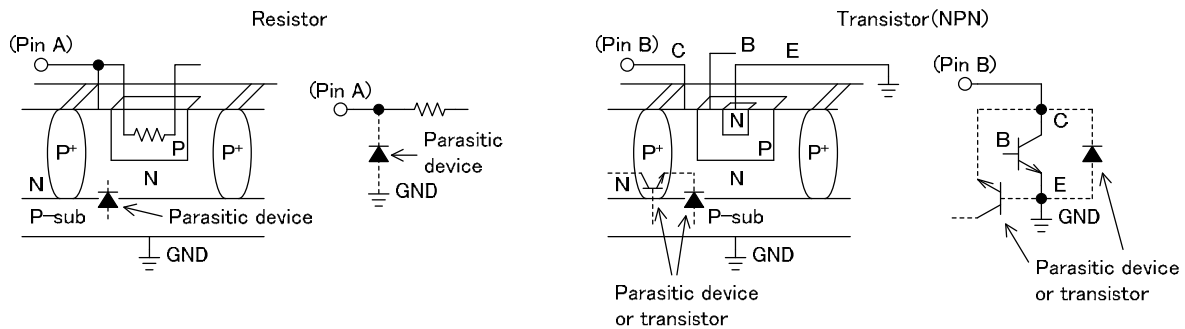 Resistor
(Pin A)
P+
N
P
N
P+
P-sub
Parasitic device
GND
(Pin A)
Parasitic
device
GND
Transistor(NPN)
(Pin B)
C
B
E
N
P+
P
P+
N
N
P-sub
GND
Parasitic device
or transistor
(Pin B)
C
B
E
GND
Parasitic device
or transistor